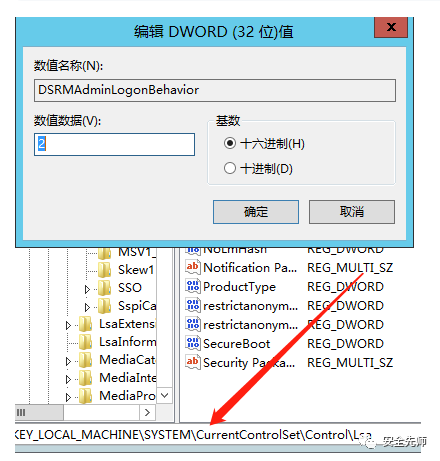 编辑 DWORD (32 位)值
x
数值名称(N):
DSRMAdminLogonBehavior
数值数据(V):
2
基数
十六进制(H)
十进制(D)
确定
取消
MSV1_
Skew1
SSO
SspiCa
LsaExtens
LsaInform
MediaCate
MediaInte
MediaPro
NoLmHash REG_DWORD
Notification Pa... REG_MULTI_SZ
ProductType REG_DWORD
restrictanonym... REG_DWORD
restrictanonym... REG_DWORD
SecureBoot REG_DWORD
Security Packa... REG_MULTI_SZ
KEY_LOCAL_MACHINE\SYSTEM\CurrentControlSet\Control\Lsa
安全先师